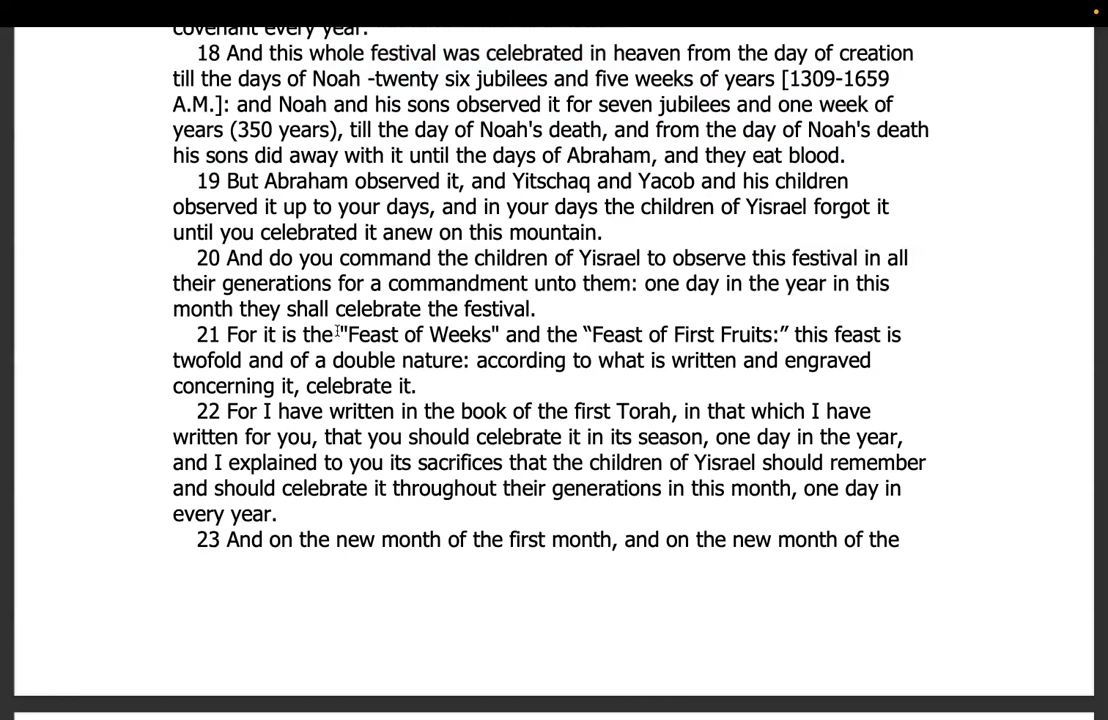 covenant every year.
18 And this whole festival was celebrated in heaven from the day of creation
till the days of Noah -twenty six jubilees and five weeks of years [1309-1659
A.M.]: and Noah and his sons observed it for seven jubilees and one week of
years (350 years), till the day of Noah's death, and from the day of Noah's death
his sons did away with it until the days of Abraham, and they eat blood.
19 But Abraham observed it, and Yitschaq and Yacob and his children
observed it up to your days, and in your days the children of Yisrael forgot it
until you celebrated it anew on this mountain.
20 And do you command the children of Yisrael to observe this festival in all
their generations for a commandment unto them: one day in the year in this
month they shall celebrate the festival.
21 For it is the "Feast of Weeks" and the “Feast of First Fruits:” this feast is
twofold and of a double nature: according to what is written and engraved
concerning it, celebrate it.
22 For I have written in the book of the first Torah, in that which I have
written for you, that you should celebrate it in its season, one day in the year,
and I explained to you its sacrifices that the children of Yisrael should remember
and should celebrate it throughout their generations in this month, one day in
every year.
23 And on the new month of the first month, and on the new month of the